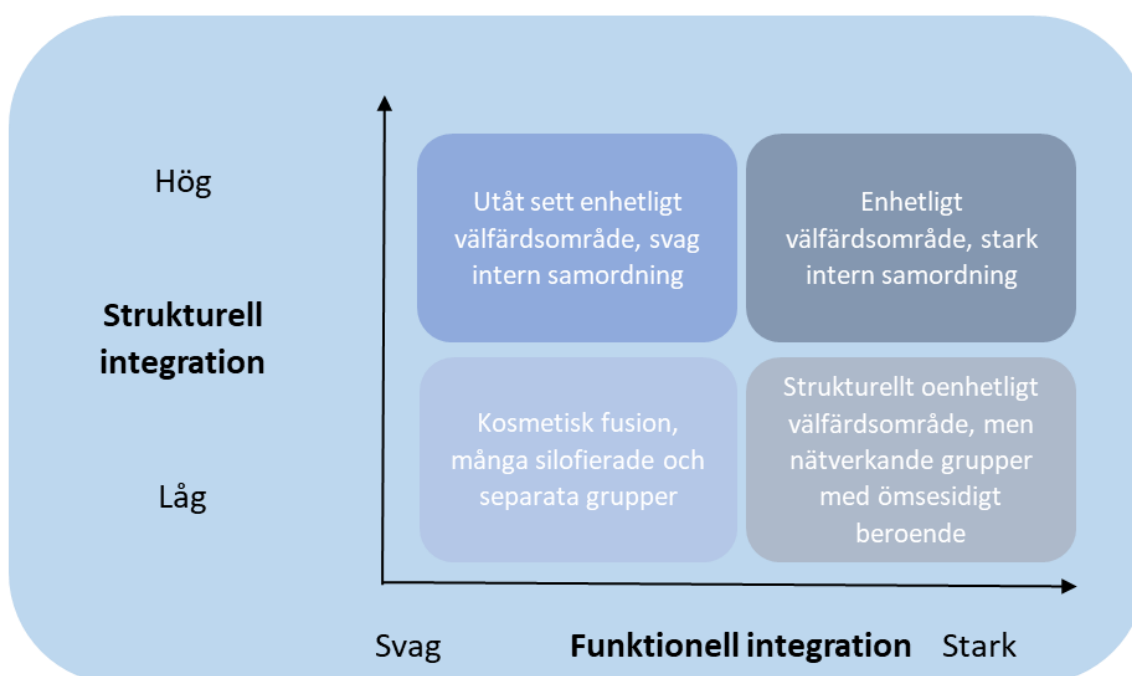 Hög
Utåt sett enhetligt
välfärdsområde, svag
intern samordning
Enhetligt
välfärdsområde, stark
intern samordning
Strukturell
integration
Kosmetisk fusion,
många silofierade och
separata grupper
Strukturellt oenhetligt
välfärdsområde, men
nätverkande grupper
med ömsesidigt
beroende
Låg
Svag
Funktionell integration
Stark